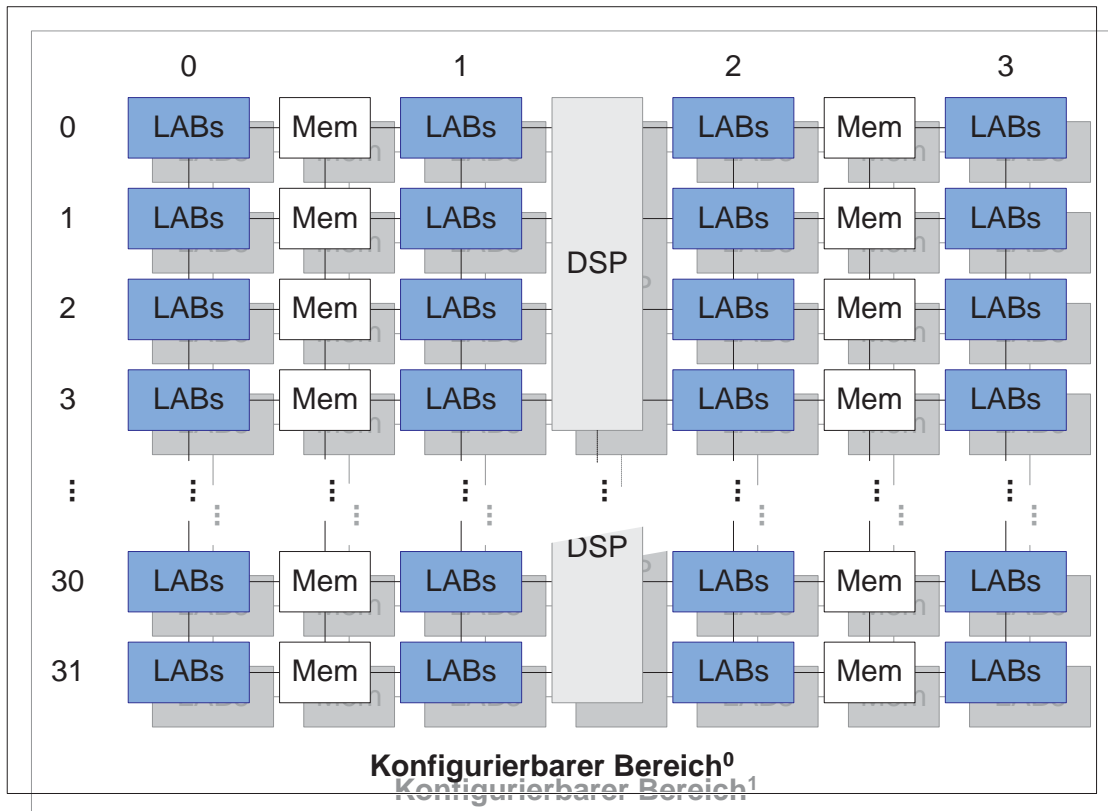 0 1 2 3
0 LABs Mem LABs LABs Mem LABs
1 LABs Mem LABs LABs Mem LABs
DSP
2 LABs Mem LABs LABs Mem LABs
3 LABs Mem LABs LABs Mem LABs
... ... ... ... ... ... ... ...
... ... ... ... ... ...
DSP
30 LABs Mem LABs LABs Mem LABs
31 LABs Mem LABs LABs Mem LABs
Konfigurierbarer Bereich⁰
Konfigurierbarer Bereich¹